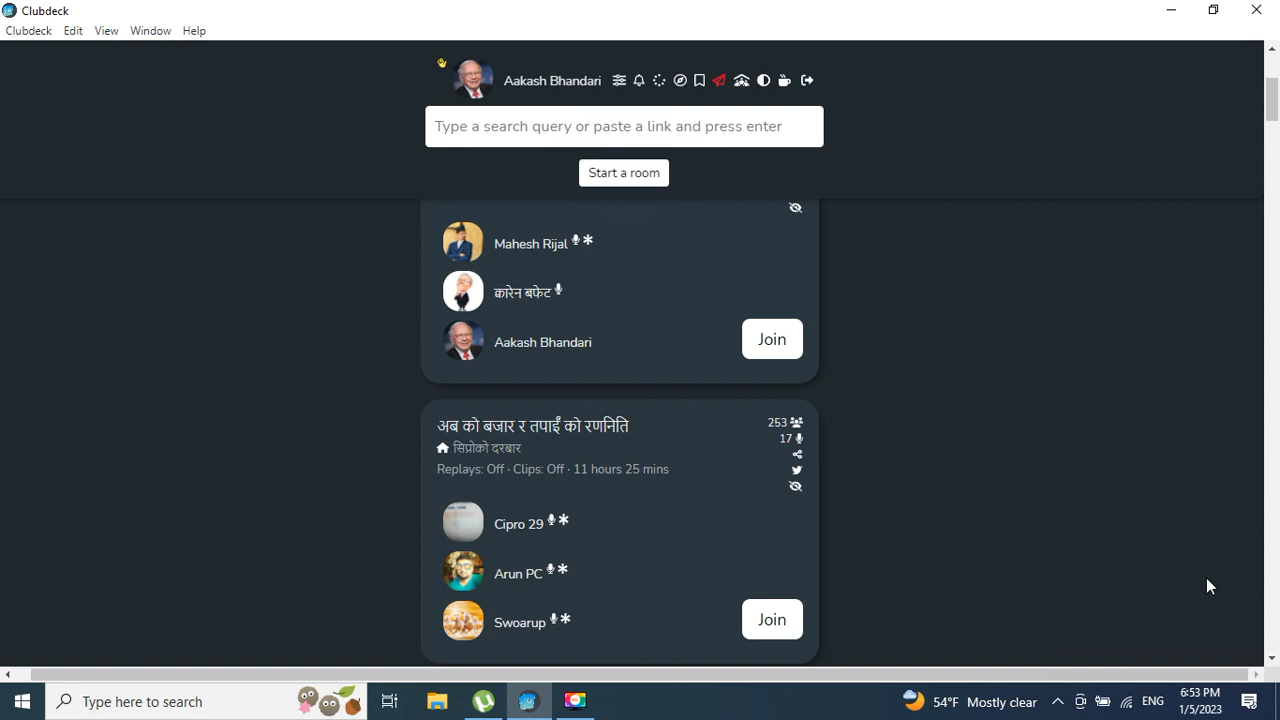 Clubdeck
Clubdeck Edit View Window Help
Aakash Bhandari
Type a search query or paste a link and press enter
Start a room
Mahesh Rijal
वारेन बफेट
Aakash Bhandari
Join
अब को बजार र तपाईं को रणनिति
253
सिप्रोको दरबार
17
Replays: Off · Clips: Off · 11 hours 25 mins
Cipro 29
Arun PC
Swoarup
Join
Type here to search
54°F Mostly clear
ENG
6:53 PM
1/5/2023